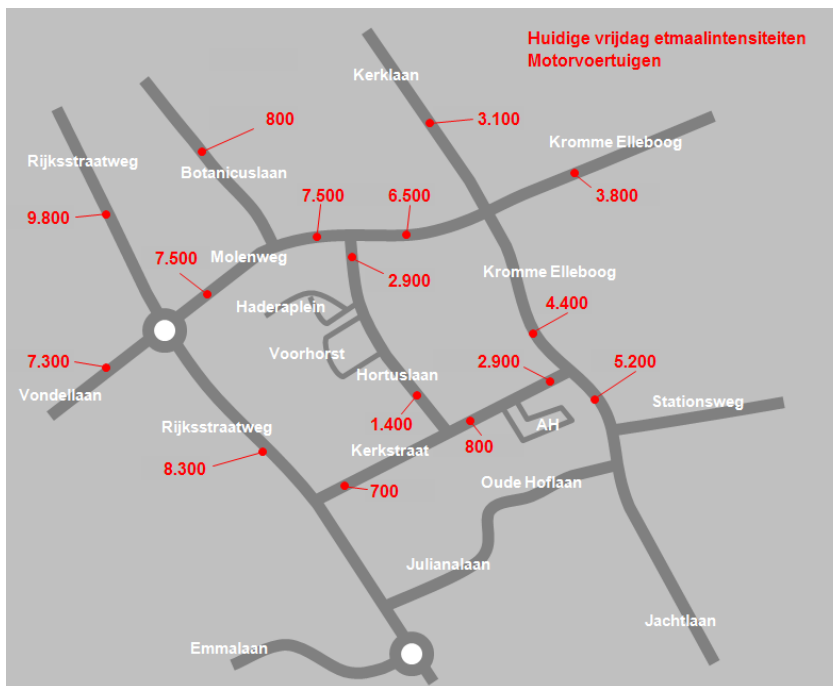 Huidige vrijdag etmaalintensiteiten
Motorvoertuigen
Kerklaan
3.100
800
Kromme Elleboog
Rijksstraatweg
Botanicuslaan
7.500
6.500
3.800
9.800
7.500
Molenweg
2.900
Kromme Elleboog
Haderaplein
4.400
Voorhorst
7.300
2.900
5.200
Hortuslaan
Vondellaan
Stationsweg
1.400
Rijksstraatweg
AH
800
Kerkstraat
8.300
Oude Hoflaan
700
Julianalaan
Jachtlaan
Emmalaan